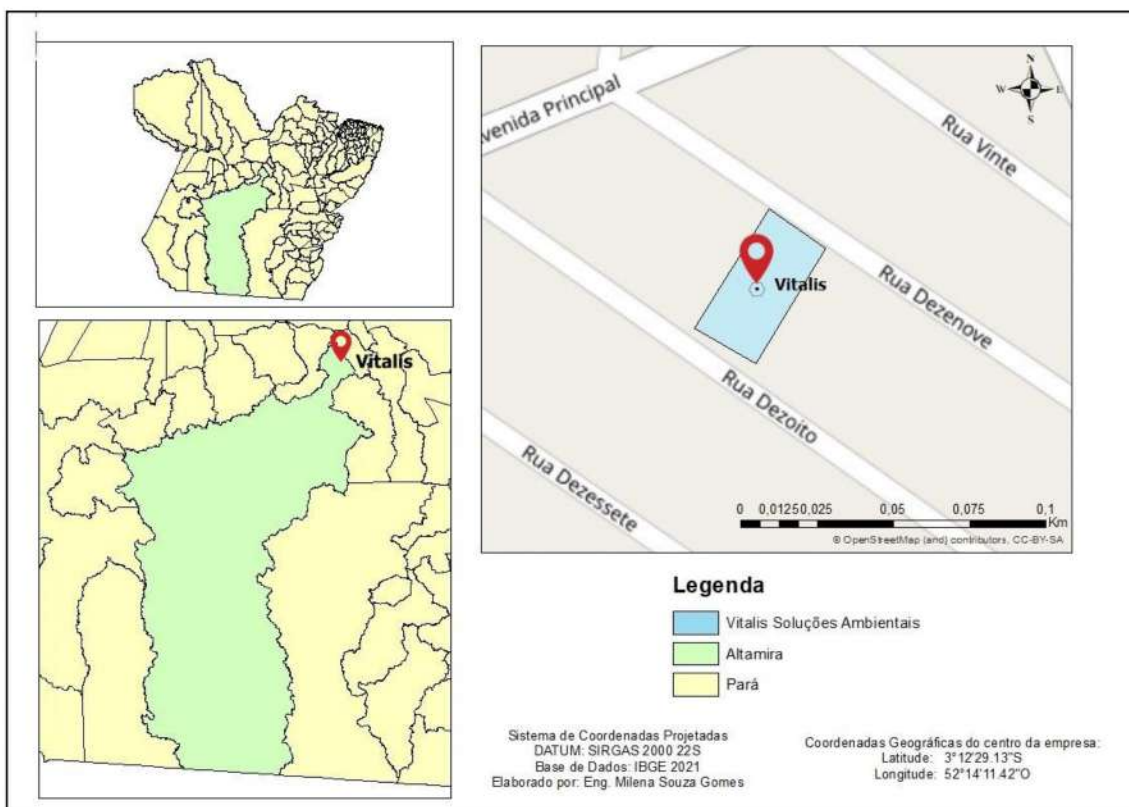 Vitalis
Avenida Principal
Rua Vinte
N
W
E
S
Vitalis
Rua Dezenove
Rua Dezoito
Rua Dezessete
0 0,0125 0,025 0,05 0,075 0,1
Km
© OpenStreetMap (and) contributors, CC-BY-SA
Legenda
Vitalis Soluções Ambientais
Altamira
Pará
Sistema de Coordenadas Projetadas
DATUM: SIRGAS 2000 22S
Base de Dados: IBGE 2021
Elaborado por: Eng. Milena Souza Gomes
Coordenadas Geográficas do centro da empresa:
Latitude: 3°12'29.13"S
Longitude: 52°14'11.42"O